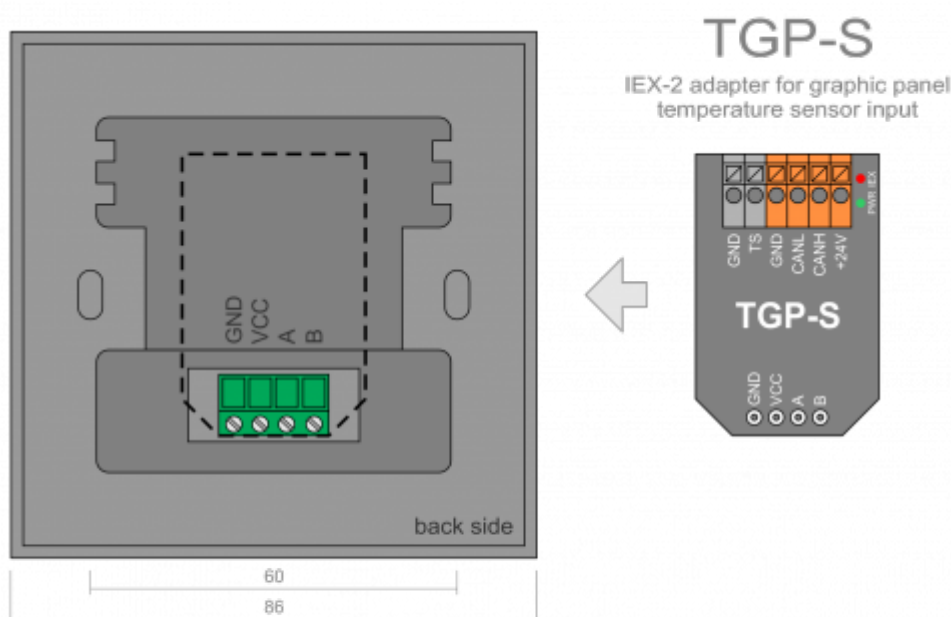 TGP-S
IEX-2 adapter for graphic panel
temperature sensor input
GND
VCC
A
B
back side
60
86
PWR IEX
GND
TS
GND
CANL
CANH
+24V
TGP-S
GND
VCC
A
B